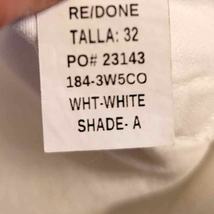 RE/DONE
TALLA: 32
PO# 23143
184-3W5CO
WHT-WHITE
SHADE- A